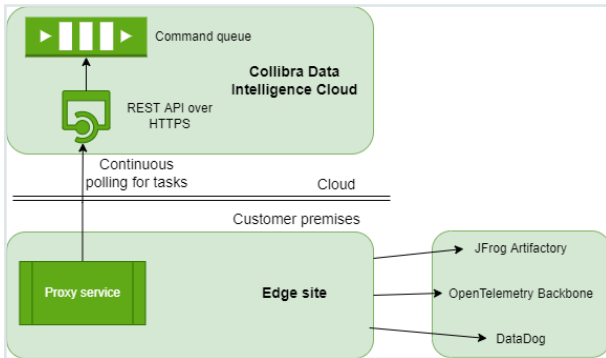 Command queue
Collibra Data
Intelligence Cloud
REST API over
HTTPS
Continuous
polling for tasks
Cloud
Customer premises
Proxy service
Edge site
JFrog Artifactory
OpenTelemetry Backbone
DataDog